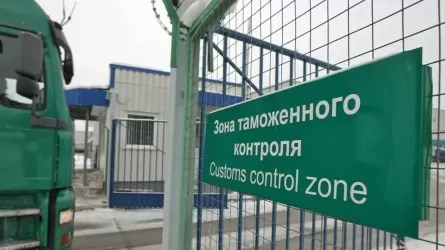 Зона таможенного
контроля
Customs control zone